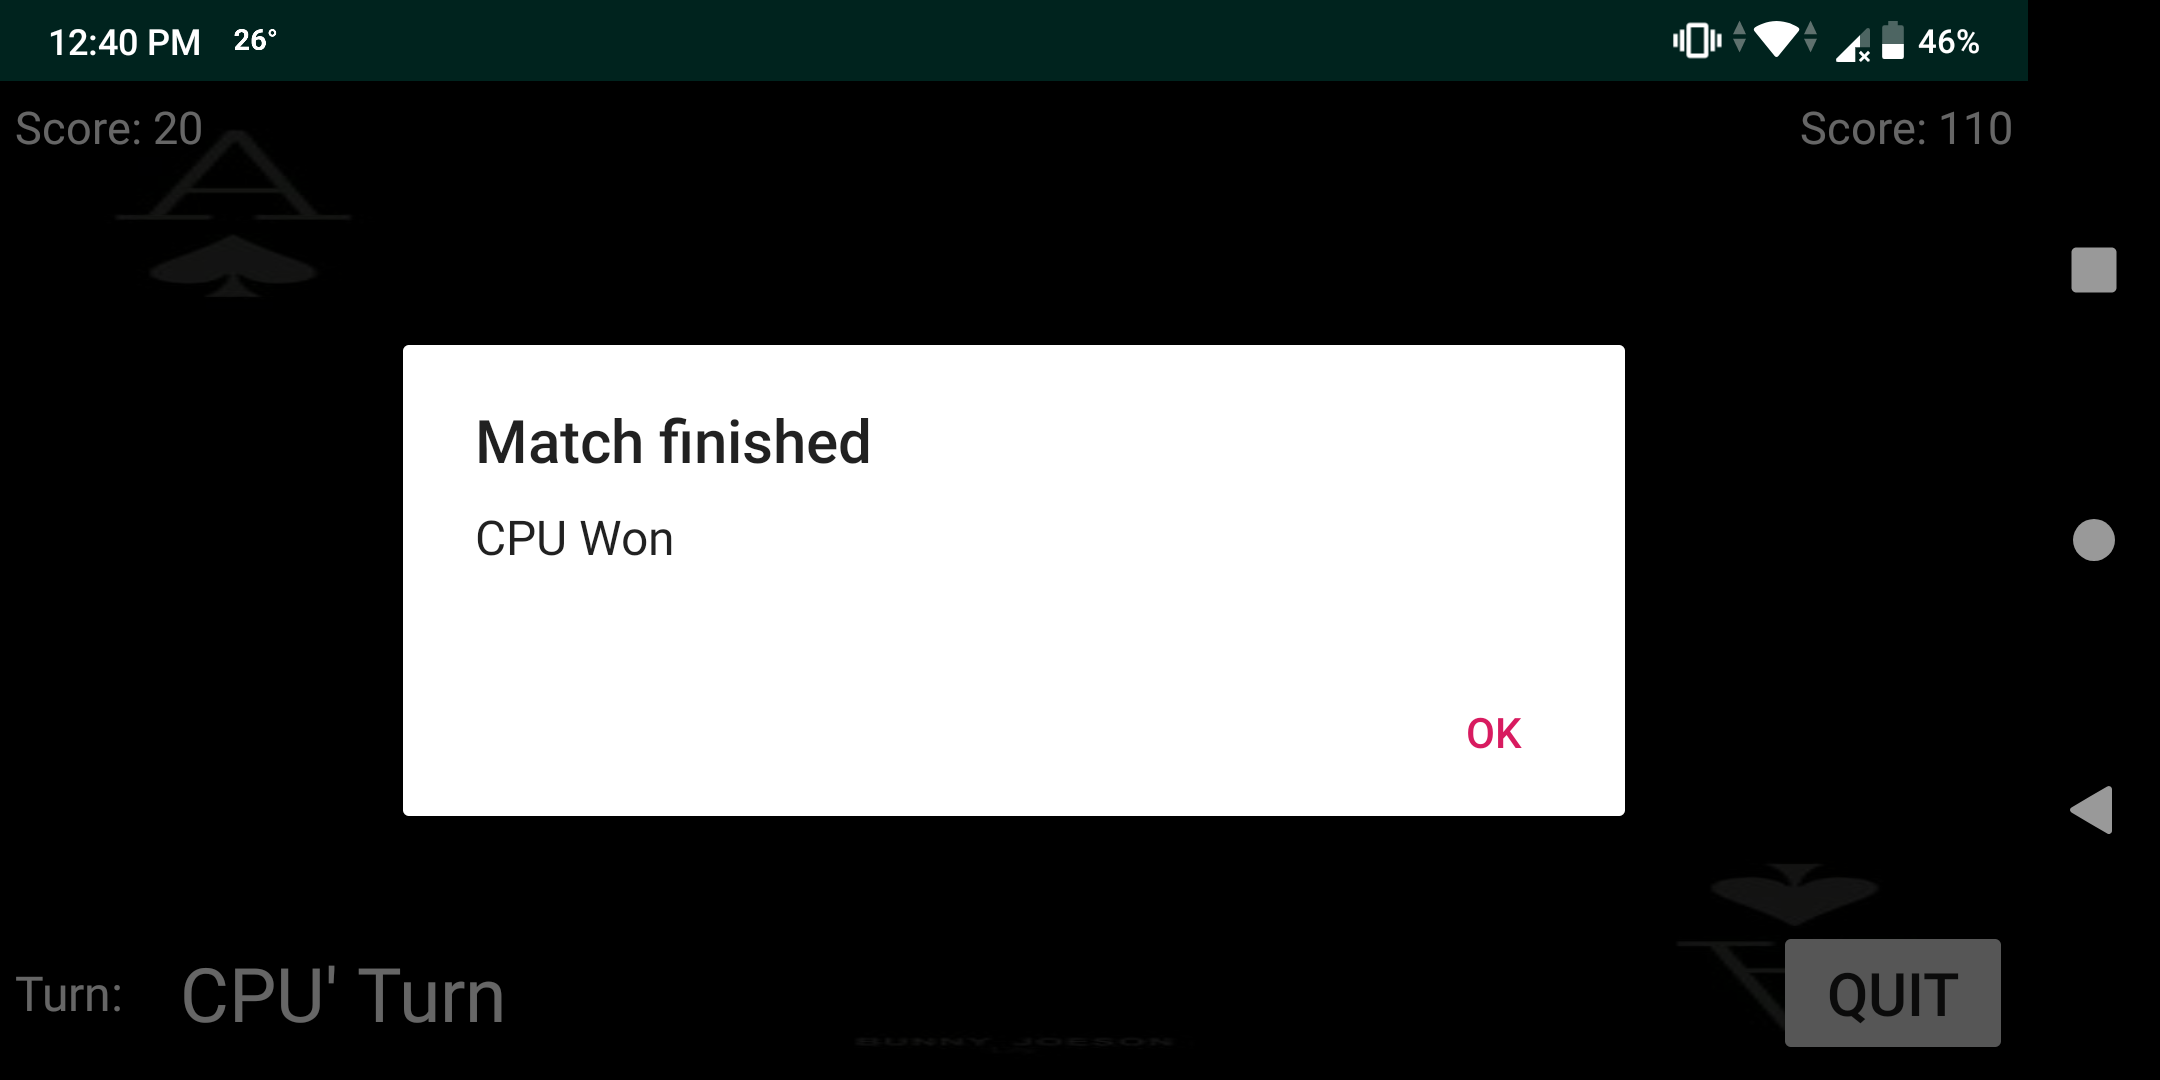 12:40 PM 26° 46%
Score: 20 Score: 110
A
Match finished
CPU Won
OK
Turn: CPU' Turn QUIT
BUNNY JOESON